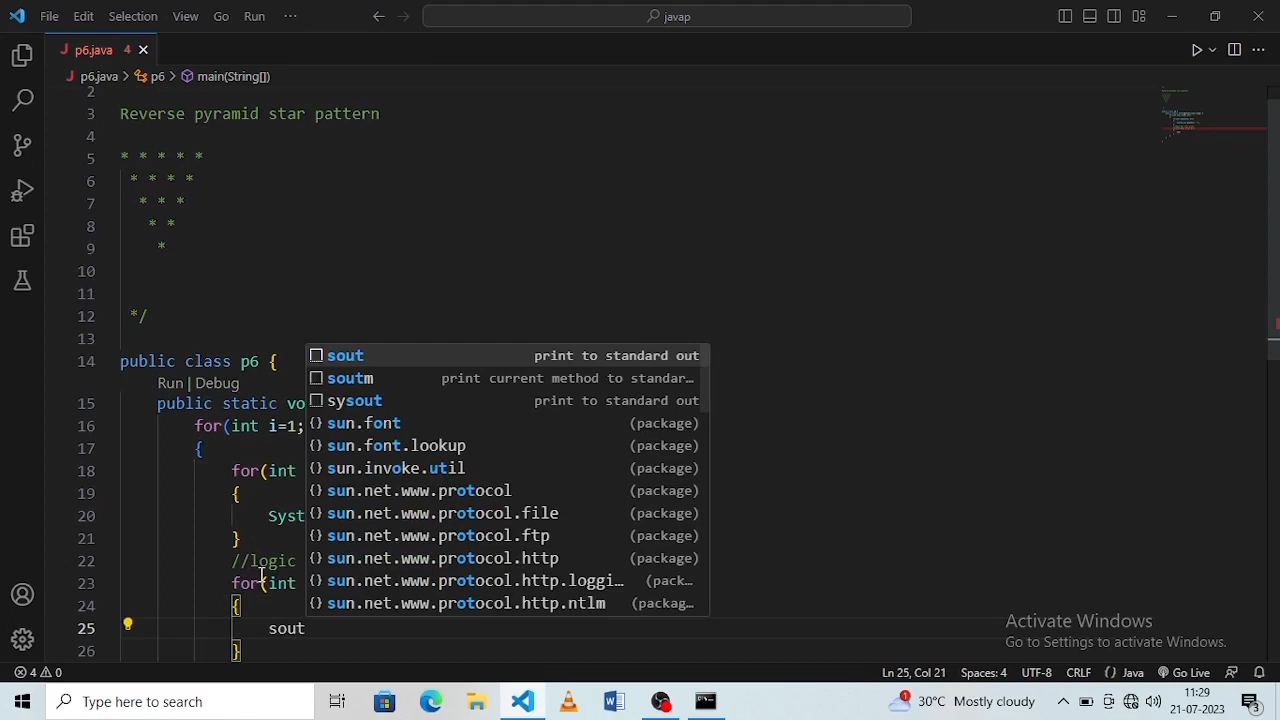 File Edit Selection View Go Run ··· javap
p6.java 4
p6.java > p6 > main(String[])
2
3 Reverse pyramid star pattern
4
5 * * * * *
6 * * * *
7 * * *
8 * *
9 *
10
11
12 */
13
14 public class p6 {
Run | Debug
15 public static vo
16 for(int i=1;
17 {
18 for(int
19 {
20 Syst
21 }
22 //logic
23 for(int
24 {
25 sout
26 }
sout print to standard out
soutm print current method to standar...
sysout print to standard out
{} sun.font (package)
{} sun.font.lookup (package)
{} sun.invoke.util (package)
{} sun.net.www.protocol (package)
{} sun.net.www.protocol.file (package)
{} sun.net.www.protocol.ftp (package)
{} sun.net.www.protocol.http (package)
{} sun.net.www.protocol.http.loggi... (pack...
{} sun.net.www.protocol.http.ntlm (packag...
Activate Windows
Go to Settings to activate Windows.
4 0 Ln 25, Col 21 Spaces: 4 UTF-8 CRLF {} Java Go Live
Type here to search 1 30°C Mostly cloudy 11:29
21-07-2023 3